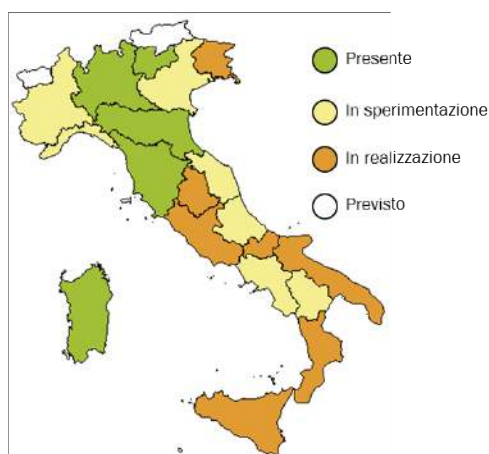 Presente
In sperimentazione
In realizzazione
Previsto